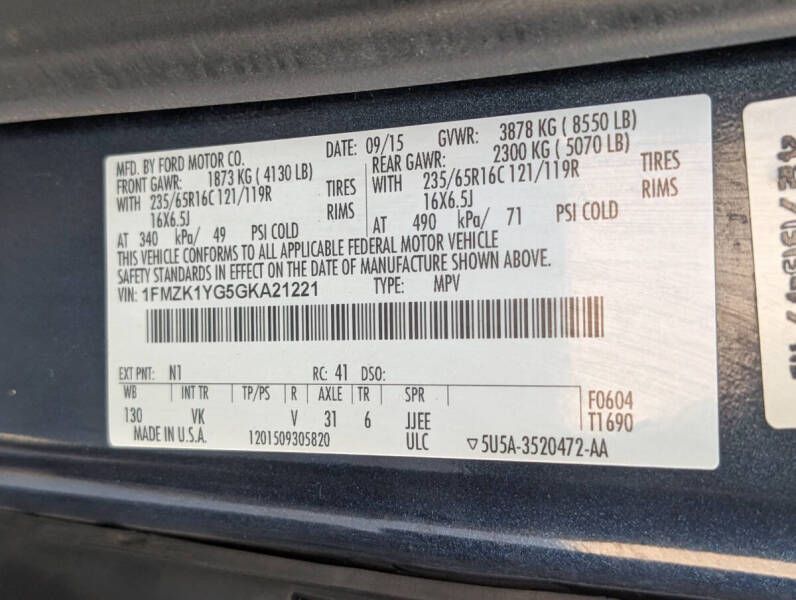 MFD. BY FORD MOTOR CO. DATE: 09/15 GVWR: 3878 KG ( 8550 LB)
FRONT GAWR: 1873 KG ( 4130 LB) REAR GAWR: 2300 KG ( 5070 LB)
WITH 235/65R16C 121/119R TIRES WITH 235/65R16C 121/119R TIRES
16X6.5J RIMS 16X6.5J RIMS
AT 340 kPa/ 49 PSI COLD AT 490 kPa/ 71 PSI COLD
THIS VEHICLE CONFORMS TO ALL APPLICABLE FEDERAL MOTOR VEHICLE
SAFETY STANDARDS IN EFFECT ON THE DATE OF MANUFACTURE SHOWN ABOVE.
VIN: 1FMZK1YG5GKA21221 TYPE: MPV
EXT PNT: N1 RC: 41 DSO:
WB INT TR TP/PS R AXLE TR SPR F0604
130 VK V 31 6 JJEE T1690
MADE IN U.S.A. 1201509305820 ULC ▽5U5A-3520472-AA